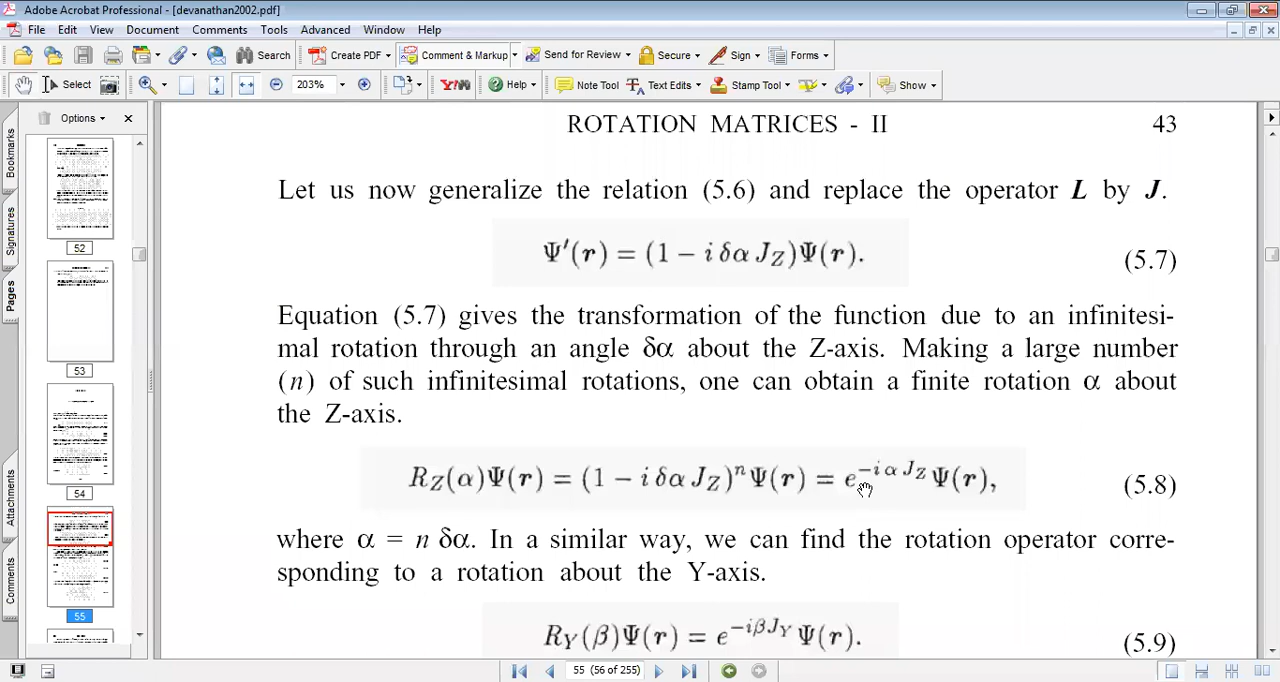 Adobe Acrobat Professional - [devanathan2002.pdf]
File Edit View Document Comments Tools Advanced Window Help
Search Create PDF Comment & Markup Send for Review Secure Sign Forms
Select 203% Y! Help Note Tool Text Edits Stamp Tool Show
Bookmarks
Signatures
Pages
Attachments
Comments
Options
52
53
54
55
ROTATION MATRICES - II 43
Let us now generalize the relation (5.6) and replace the operator L by J.
Ψ′(r) = (1 − i δα J_Z)Ψ(r). (5.7)
Equation (5.7) gives the transformation of the function due to an infinitesi-
mal rotation through an angle δα about the Z-axis. Making a large number
(n) of such infinitesimal rotations, one can obtain a finite rotation α about
the Z-axis.
R_Z(α)Ψ(r) = (1 − i δα J_Z)^n Ψ(r) = e^{−i α J_Z} Ψ(r), (5.8)
where α = n δα. In a similar way, we can find the rotation operator corre-
sponding to a rotation about the Y-axis.
R_Y(β)Ψ(r) = e^{−iβJ_Y} Ψ(r). (5.9)
55 (56 of 255)